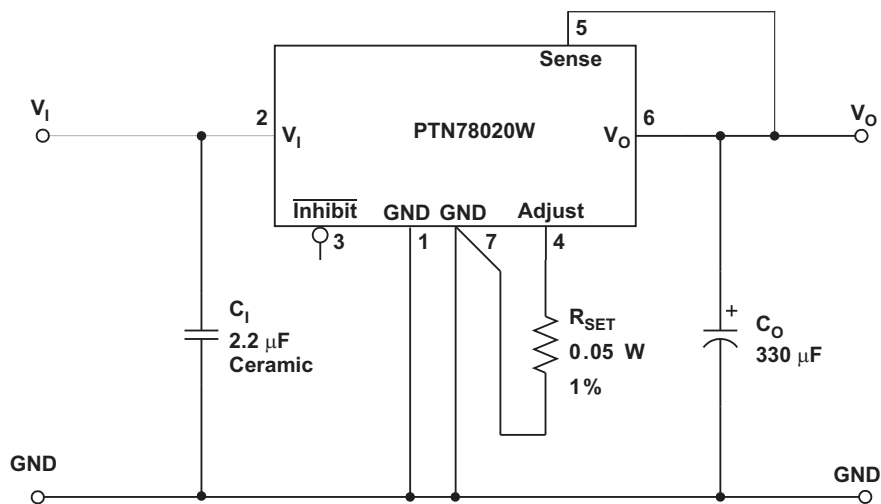 5
Sense
V_I
2
V_I
PTN78020W
V_O
6
V_O
Inhibit
GND
GND
Adjust
3
1
7
4
C_I
2.2 μF
Ceramic
R_SET
0.05 W
1%
+
C_O
330 μF
GND
GND